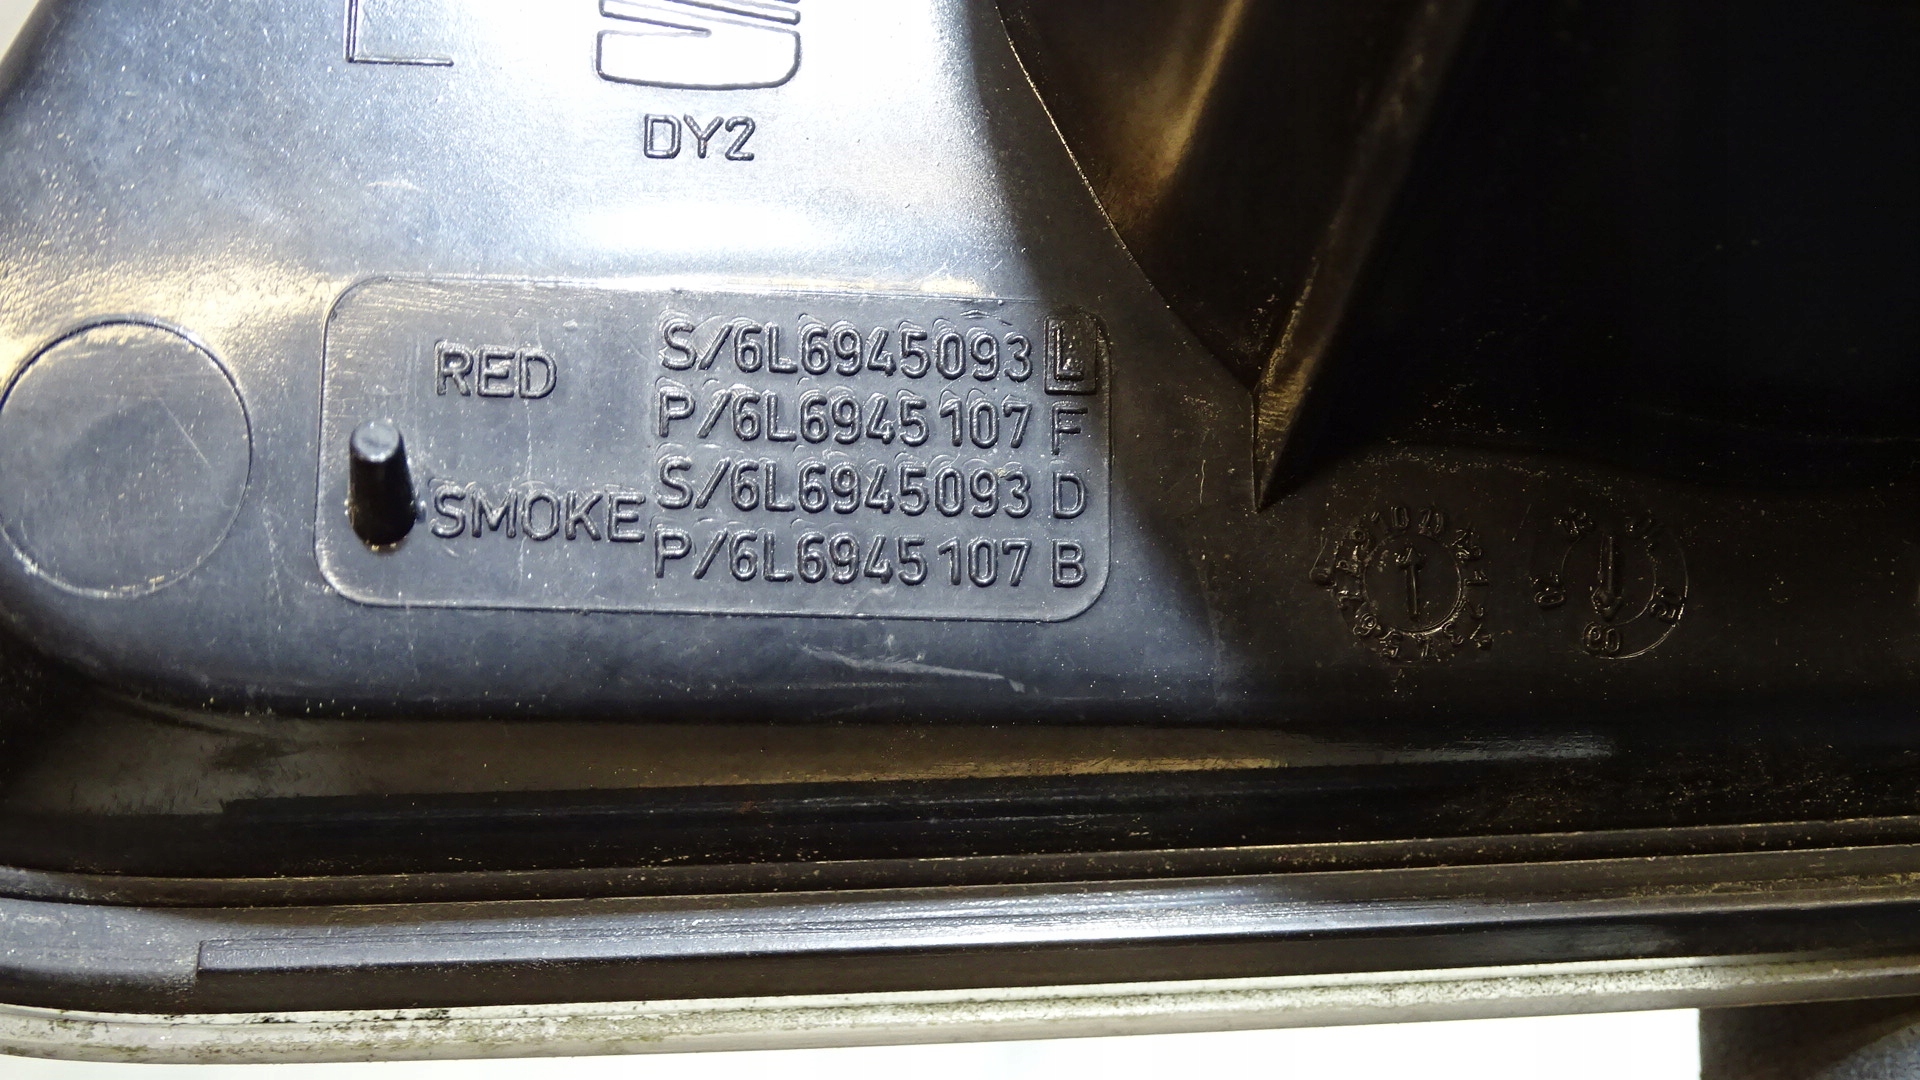 DY2
RED S/6L6945093 L
P/6L6945107 F
SMOKE S/6L6945093 D
P/6L6945107 B